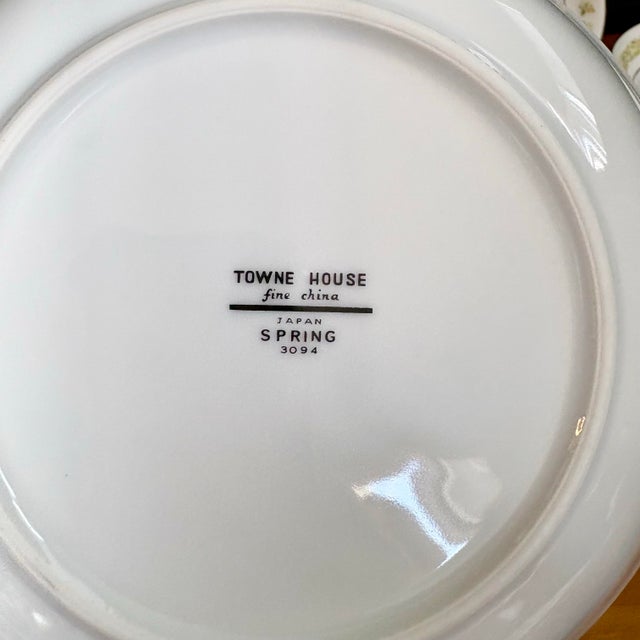 TOWNE HOUSE
fine china
JAPAN
SPRING
3094